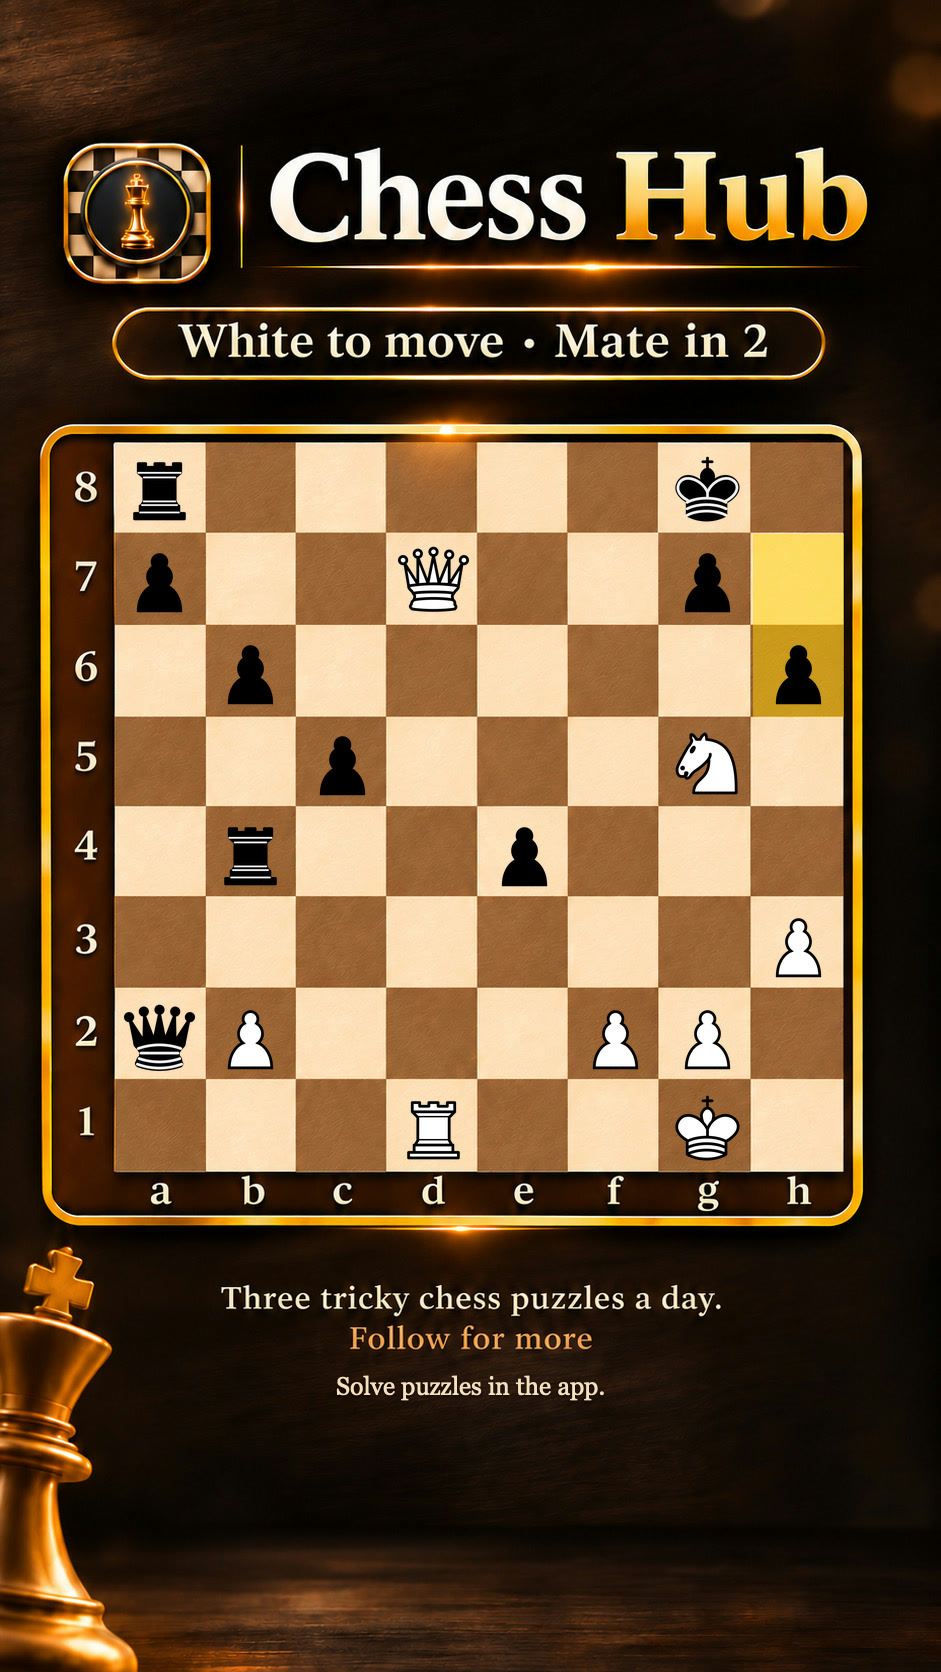 Chess Hub
White to move • Mate in 2
8
7
6
5
4
3
2
1
a b c d e f g h
Three tricky chess puzzles a day.
Follow for more
Solve puzzles in the app.